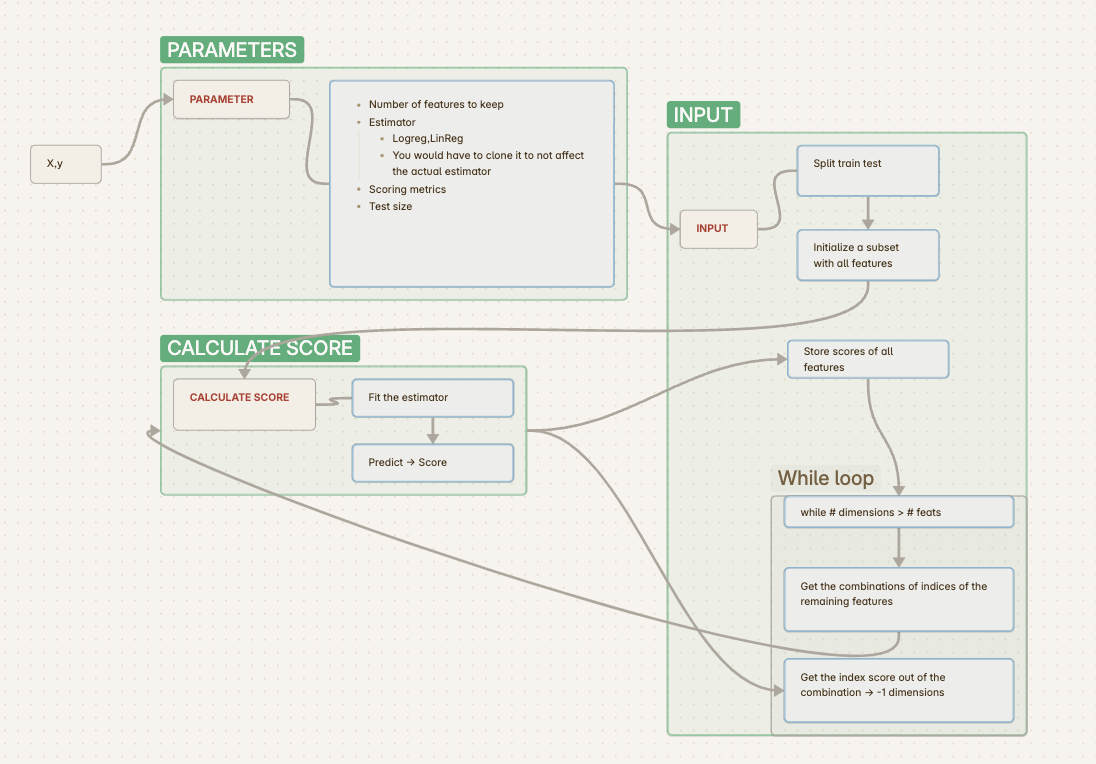 PARAMETERS
PARAMETER
X,y
Number of features to keep
Estimator
Logreg,LinReg
You would have to clone it to not affect
the actual estimator
Scoring metrics
Test size
INPUT
INPUT
Split train test
Initialize a subset
with all features
CALCULATE SCORE
CALCULATE SCORE
Fit the estimator
Predict → Score
Store scores of all
features
While loop
while # dimensions > # feats
Get the combinations of indices of the
remaining features
Get the index score out of the
combination → -1 dimensions